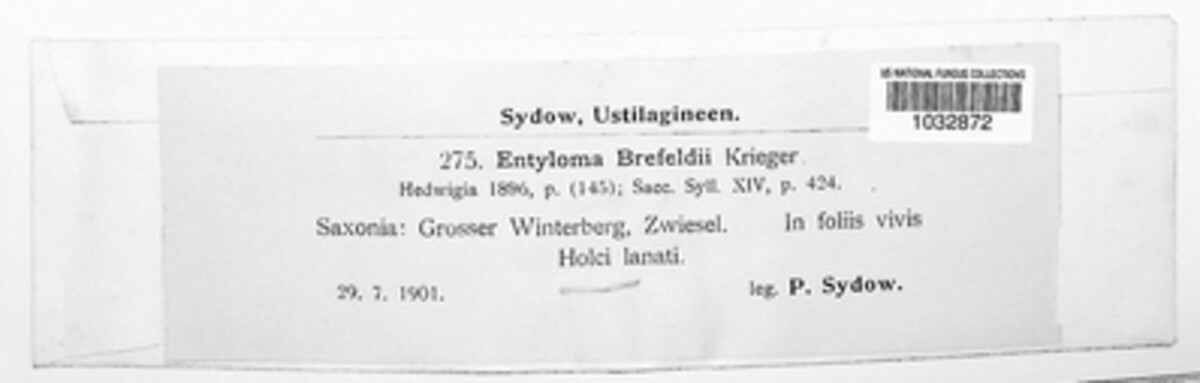 US NATIONAL FUNGUS COLLECTIONS
1032872
Sydow, Ustilagineen.
275. Entyloma Brefeldii Krieger.
Hedwigia 1896, p. (145); Sacc. Syll. XIV, p. 424.
Saxonia: Grosser Winterberg, Zwiesel. In foliis vivis
Holci lanati.
29. 7. 1901. leg. P. Sydow.